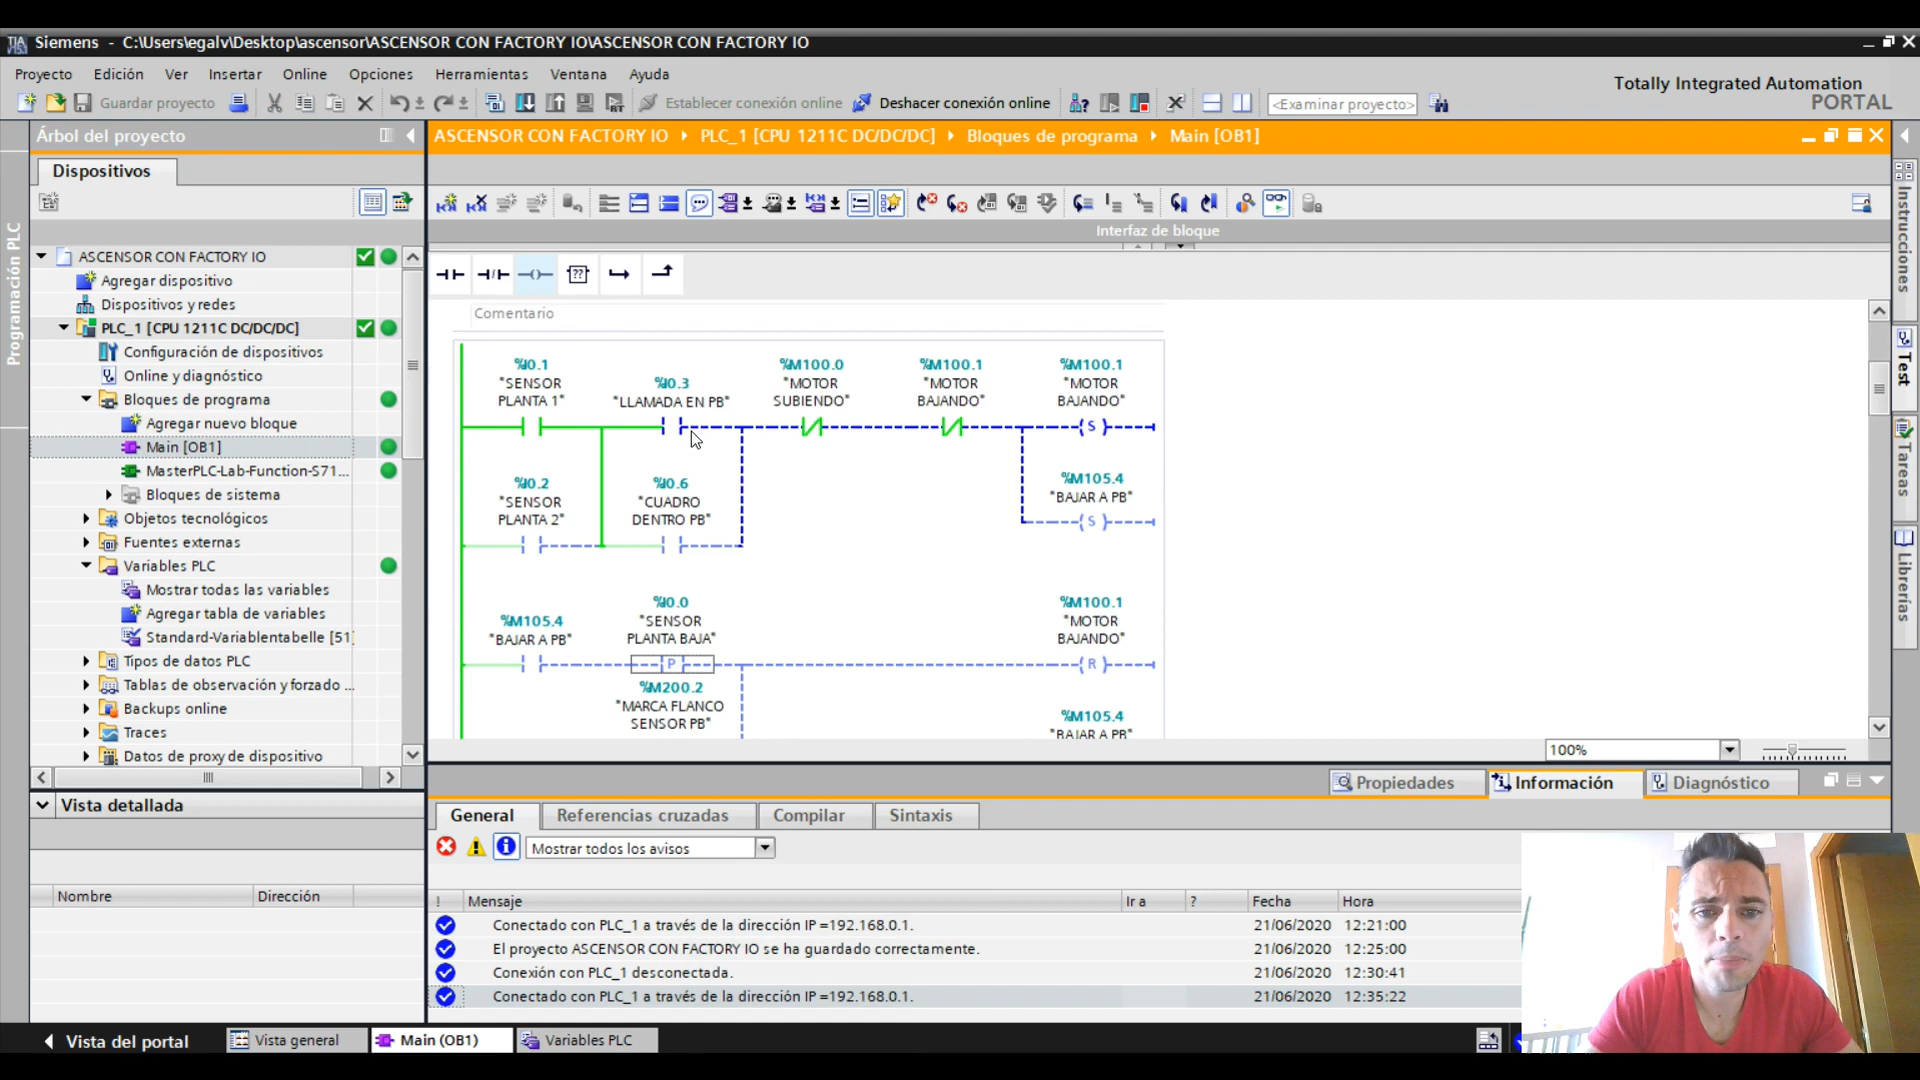 Siemens - C:\Users\egalv\Desktop\ascensor\ASCENSOR CON FACTORY IO\ASCENSOR CON FACTORY IO
Proyecto Edición Ver Insertar Online Opciones Herramientas Ventana Ayuda
Totally Integrated Automation
PORTAL
Guardar proyecto
Establecer conexión online
Deshacer conexión online
<Examinar proyecto>
Árbol del proyecto
ASCENSOR CON FACTORY IO PLC_1 [CPU 1211C DC/DC/DC] Bloques de programa Main [OB1]
Dispositivos
Interfaz de bloque
Programación PLC
ASCENSOR CON FACTORY IO
Agregar dispositivo
Dispositivos y redes
PLC_1 [CPU 1211C DC/DC/DC]
Configuración de dispositivos
Online y diagnóstico
Bloques de programa
Agregar nuevo bloque
Main [OB1]
MasterPLC-Lab-Function-S71...
Bloques de sistema
Objetos tecnológicos
Fuentes externas
Variables PLC
Mostrar todas las variables
Agregar tabla de variables
Standard-Variablentabelle [51]
Tipos de datos PLC
Tablas de observación y forzado ...
Backups online
Traces
Datos de proxy de dispositivo
Vista detallada
Nombre Dirección
Comentario
%I0.1
"SENSOR
PLANTA 1"
%I0.3
"LLAMADA EN PB"
%M100.0
"MOTOR
SUBIENDO"
%M100.1
"MOTOR
BAJANDO"
%M100.1
"MOTOR
BAJANDO"
S
%I0.2
"SENSOR
PLANTA 2"
%I0.6
"CUADRO
DENTRO PB"
%M105.4
"BAJAR A PB"
S
%M105.4
"BAJAR A PB"
%I0.0
"SENSOR
PLANTA BAJA"
P
%M200.2
"MARCA FLANCO
SENSOR PB"
%M100.1
"MOTOR
BAJANDO"
R
%M105.4
"BAJAR A PB"
100%
Instrucciones
Test
Tareas
Librerías
Propiedades Información Diagnóstico
General Referencias cruzadas Compilar Sintaxis
Mostrar todos los avisos
! Mensaje Ir a ? Fecha Hora
Conectado con PLC_1 a través de la dirección IP =192.168.0.1. 21/06/2020 12:21:00
El proyecto ASCENSOR CON FACTORY IO se ha guardado correctamente. 21/06/2020 12:25:00
Conexión con PLC_1 desconectada. 21/06/2020 12:30:41
Conectado con PLC_1 a través de la dirección IP =192.168.0.1. 21/06/2020 12:35:22
Vista del portal Vista general Main (OB1) Variables PLC